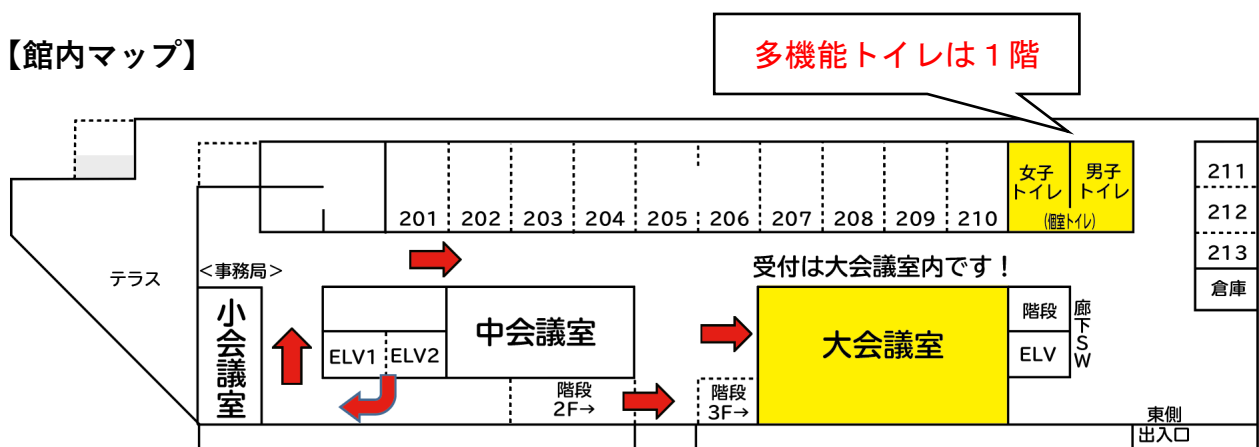 【館内マップ】
多機能トイレは１階
女子
トイレ
男子
トイレ
(個室トイレ)
201
202
203
204
205
206
207
208
209
210
211
212
213
倉庫
テラス
＜事務局＞
受付は大会議室内です！
小会議室
ELV1
ELV2
中会議室
大会議室
階段
ELV
廊下SW
階段
2F→
階段
3F→
東側
出入口